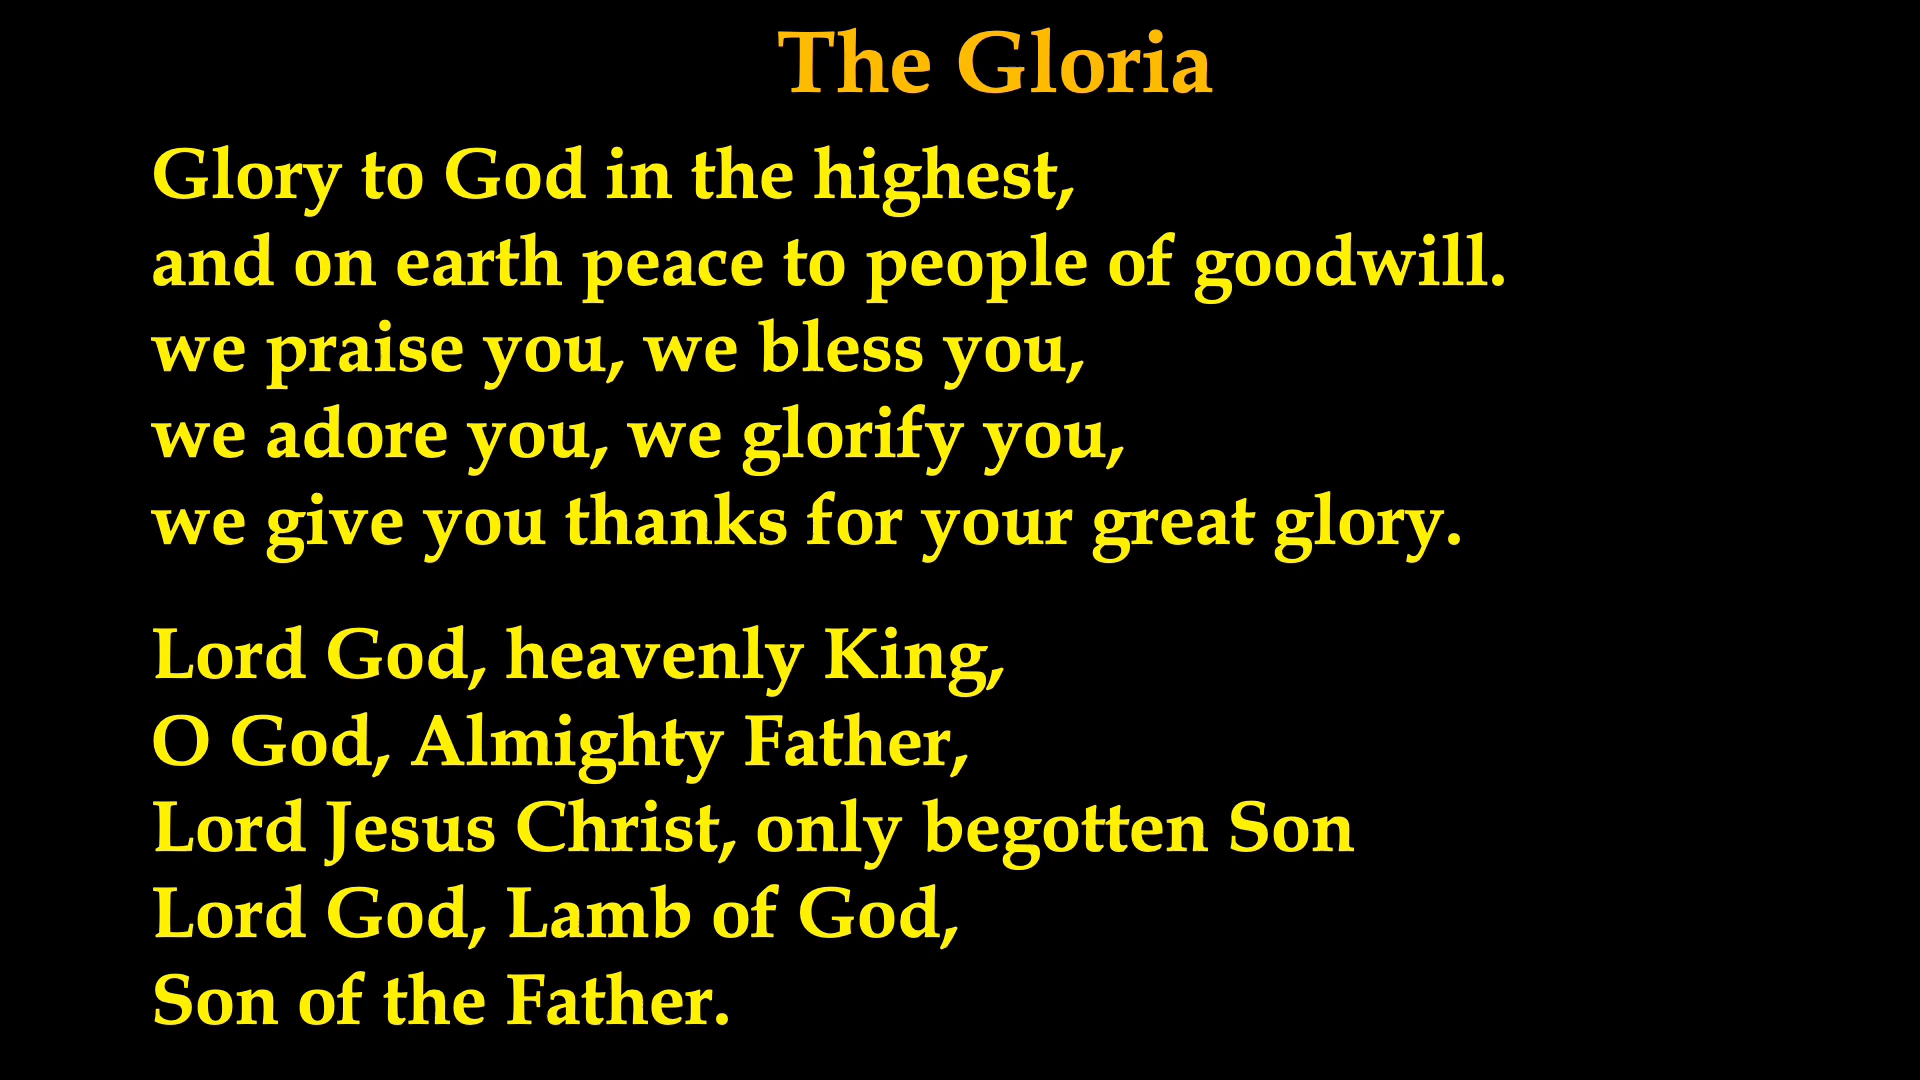 The Gloria
Glory to God in the highest,
and on earth peace to people of goodwill.
we praise you, we bless you,
we adore you, we glorify you,
we give you thanks for your great glory.
Lord God, heavenly King,
O God, Almighty Father,
Lord Jesus Christ, only begotten Son
Lord God, Lamb of God,
Son of the Father.